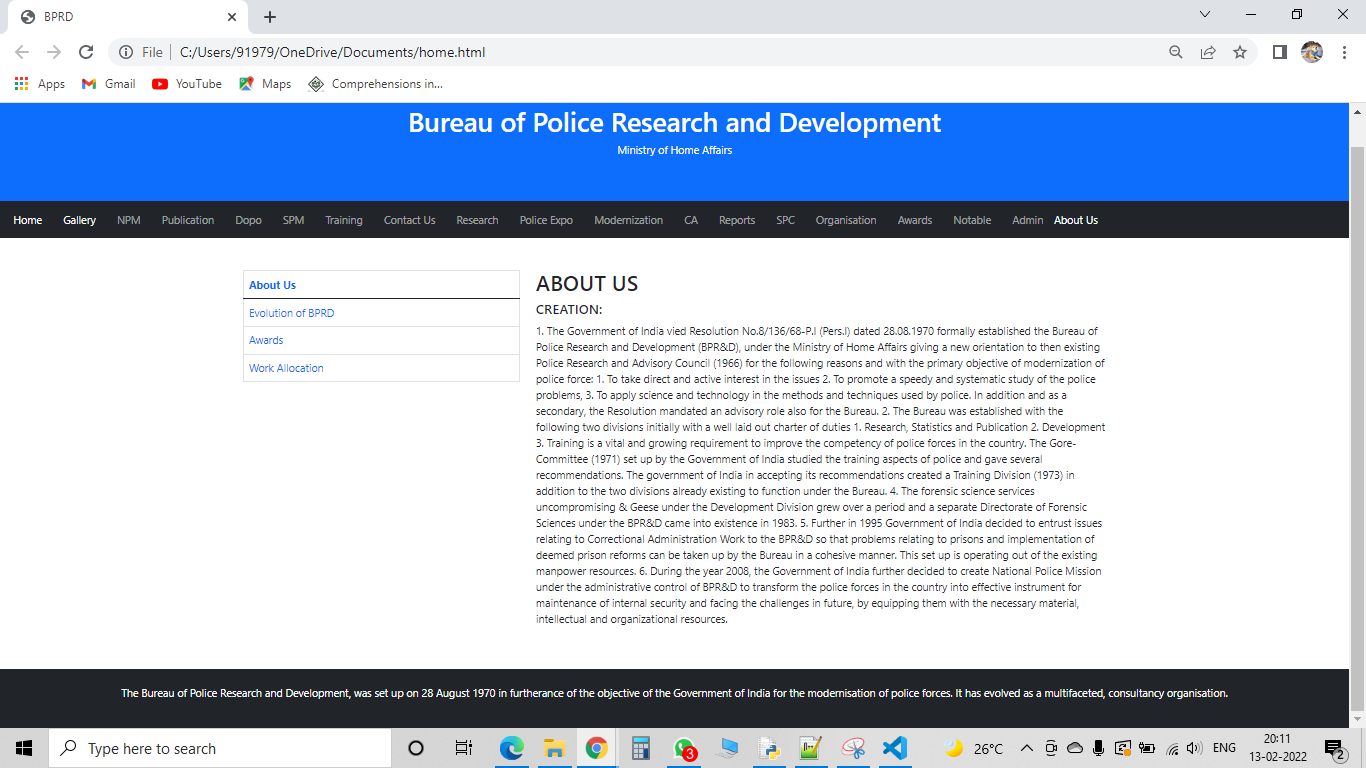 BPRD
File
C:/Users/91979/OneDrive/Documents/home.html
Apps Gmail YouTube Maps Comprehensions in...
Bureau of Police Research and Development
Ministry of Home Affairs
Home Gallery NPM Publication Dopo SPM Training Contact Us Research Police Expo Modernization CA Reports SPC Organisation Awards Notable Admin About Us
About Us
Evolution of BPRD
Awards
Work Allocation
ABOUT US
CREATION:
1. The Government of India vied Resolution No.8/136/68-P.I (Pers.I) dated 28.08.1970 formally established the Bureau of
Police Research and Development (BPR&D), under the Ministry of Home Affairs giving a new orientation to then existing
Police Research and Advisory Council (1966) for the following reasons and with the primary objective of modernization of
police force: 1. To take direct and active interest in the issues 2. To promote a speedy and systematic study of the police
problems, 3. To apply science and technology in the methods and techniques used by police. In addition and as a
secondary, the Resolution mandated an advisory role also for the Bureau. 2. The Bureau was established with the
following two divisions initially with a well laid out charter of duties 1. Research, Statistics and Publication 2. Development
3. Training is a vital and growing requirement to improve the competency of police forces in the country. The Gore-
Committee (1971) set up by the Government of India studied the training aspects of police and gave several
recommendations. The government of India in accepting its recommendations created a Training Division (1973) in
addition to the two divisions already existing to function under the Bureau. 4. The forensic science services
uncompromising & Geese under the Development Division grew over a period and a separate Directorate of Forensic
Sciences under the BPR&D came into existence in 1983. 5. Further in 1995 Government of India decided to entrust issues
relating to Correctional Administration Work to the BPR&D so that problems relating to prisons and implementation of
deemed prison reforms can be taken up by the Bureau in a cohesive manner. This set up is operating out of the existing
manpower resources. 6. During the year 2008, the Government of India further decided to create National Police Mission
under the administrative control of BPR&D to transform the police forces in the country into effective instrument for
maintenance of internal security and facing the challenges in future, by equipping them with the necessary material,
intellectual and organizational resources.
The Bureau of Police Research and Development, was set up on 28 August 1970 in furtherance of the objective of the Government of India for the modernisation of police forces. It has evolved as a multifaceted, consultancy organisation.
Type here to search
3
26°C
ENG
20:11
13-02-2022
2